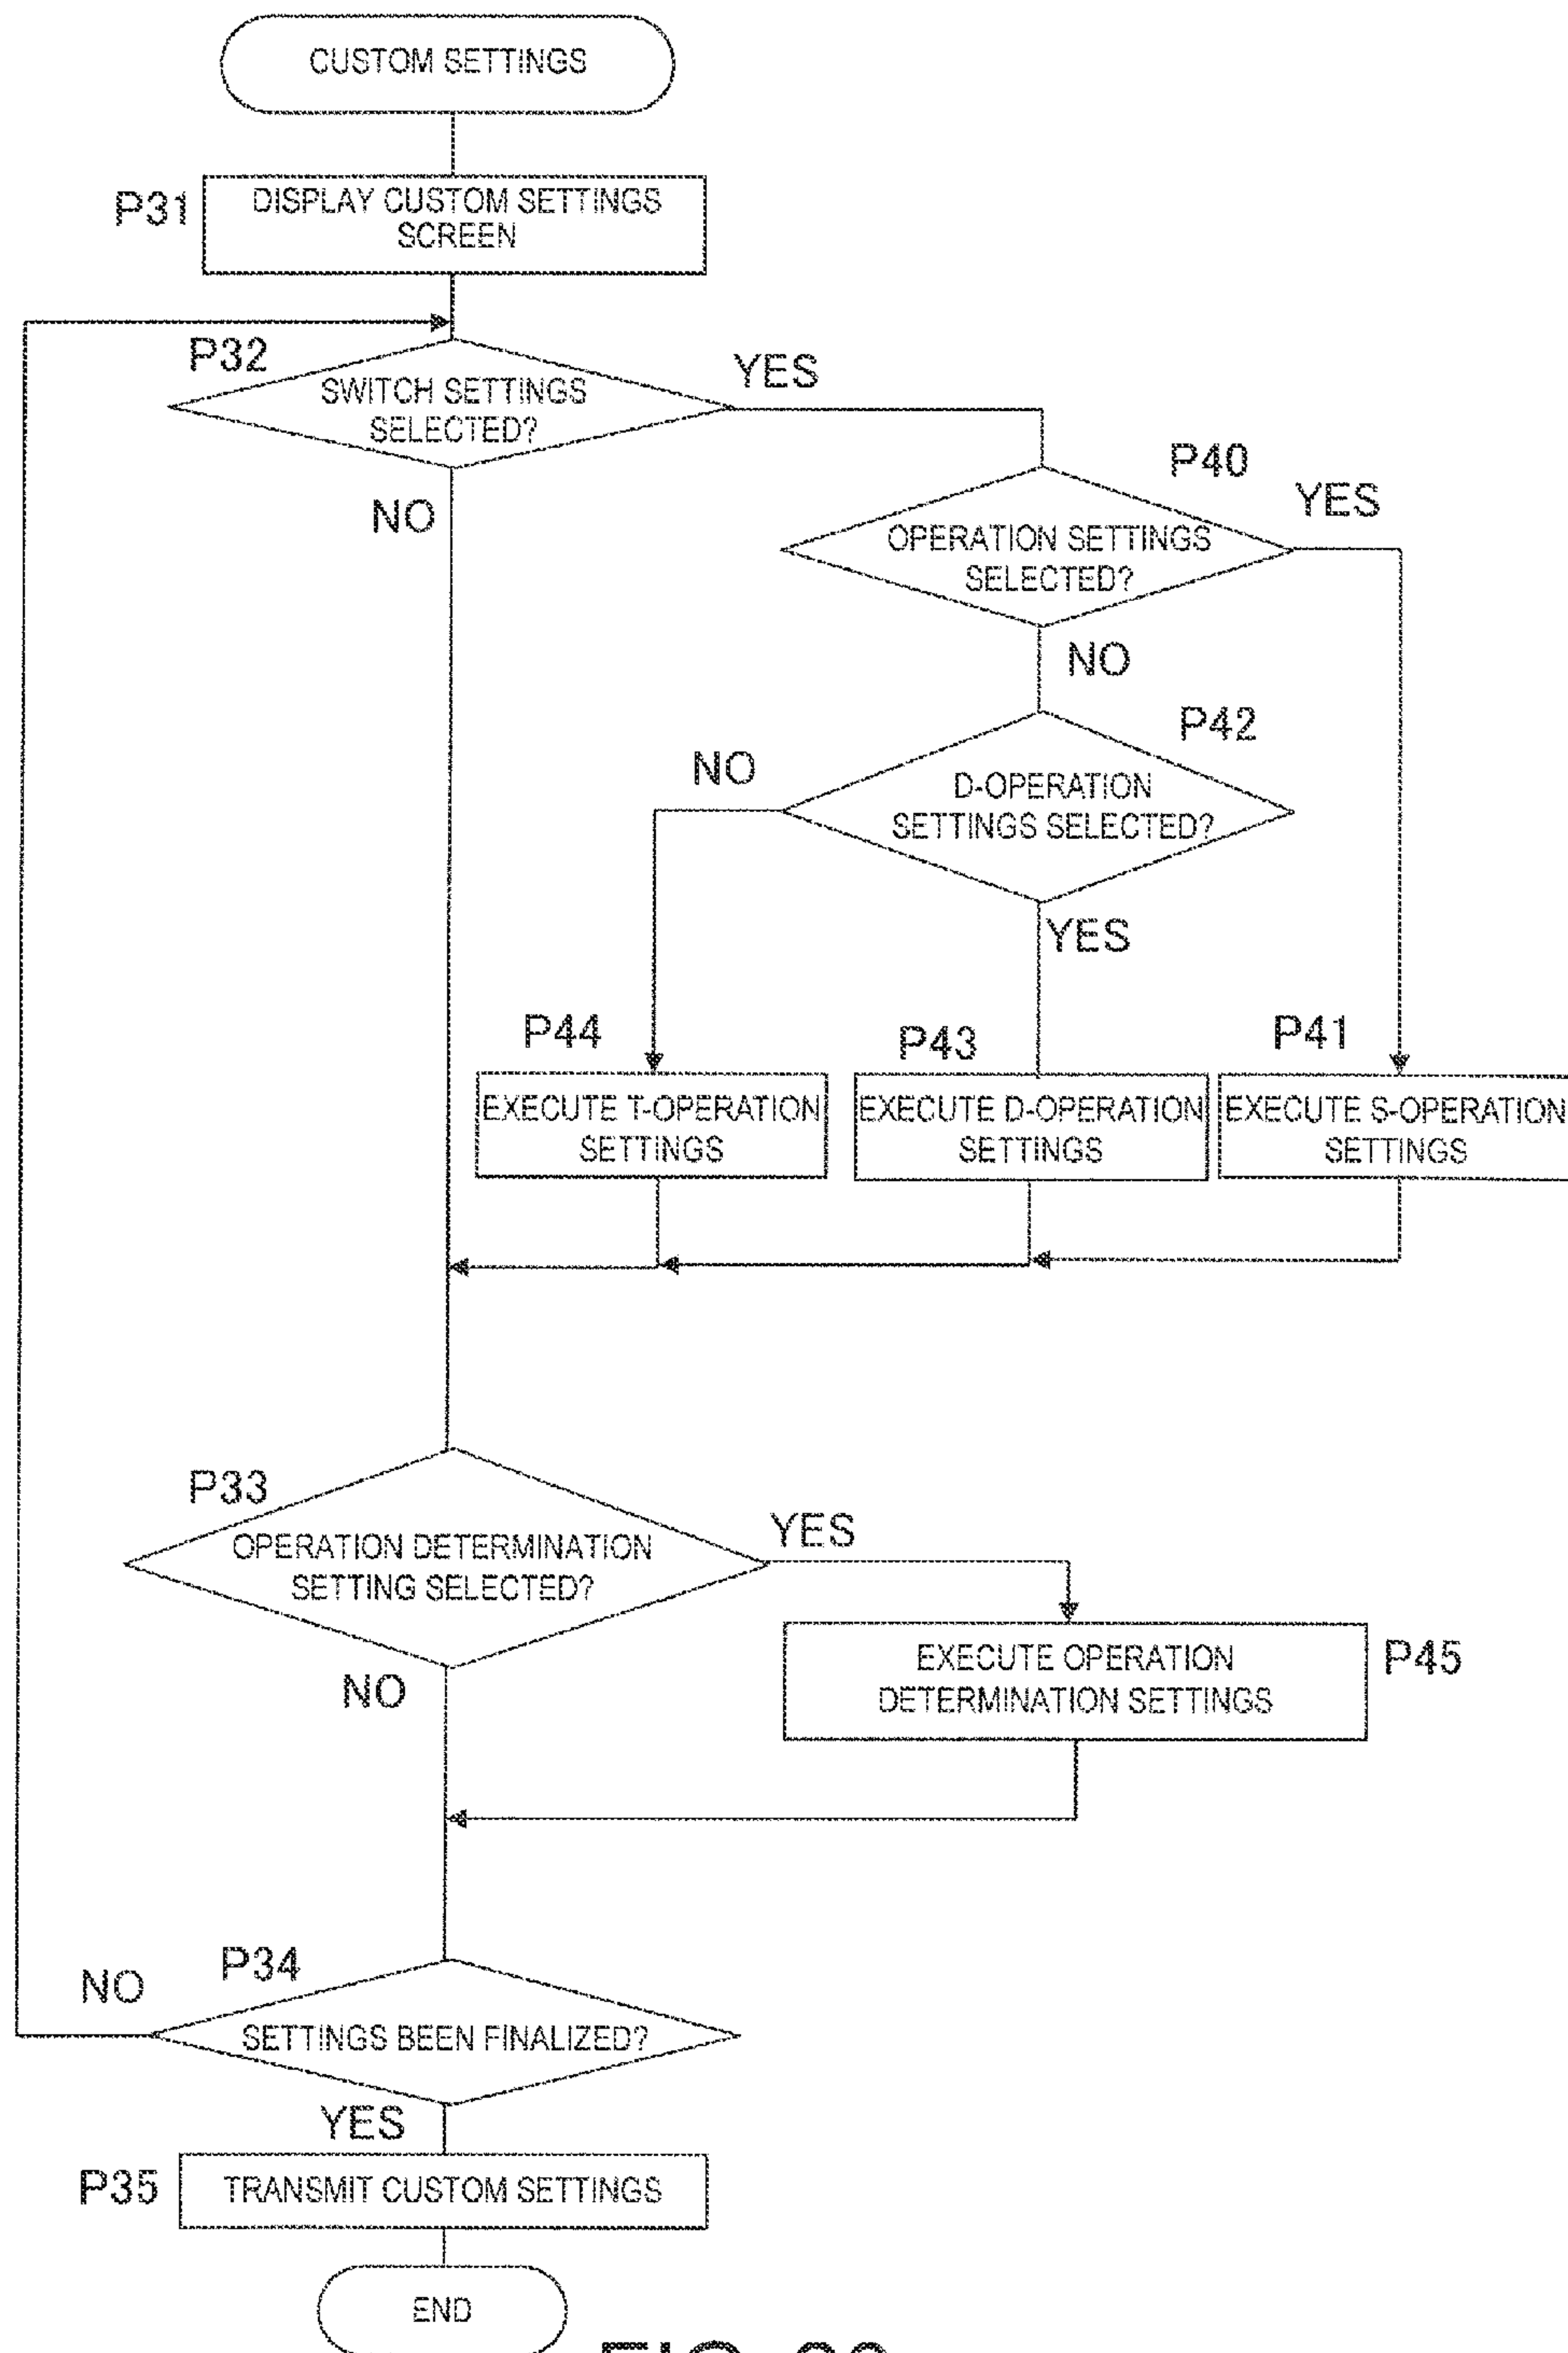 CUSTOM SETTINGS
P31
DISPLAY CUSTOM SETTINGS
SCREEN
P32
SWITCH SETTINGS
SELECTED?
YES
NO
P40
OPERATION SETTINGS
SELECTED?
YES
NO
P42
D-OPERATION
SETTINGS SELECTED?
NO
YES
P44
EXECUTE T-OPERATION
SETTINGS
P43
EXECUTE D-OPERATION
SETTINGS
P41
EXECUTE S-OPERATION
SETTINGS
P33
OPERATION DETERMINATION
SETTING SELECTED?
YES
NO
EXECUTE OPERATION
DETERMINATION SETTINGS
P45
P34
SETTINGS BEEN FINALIZED?
NO
YES
P35
TRANSMIT CUSTOM SETTINGS
END